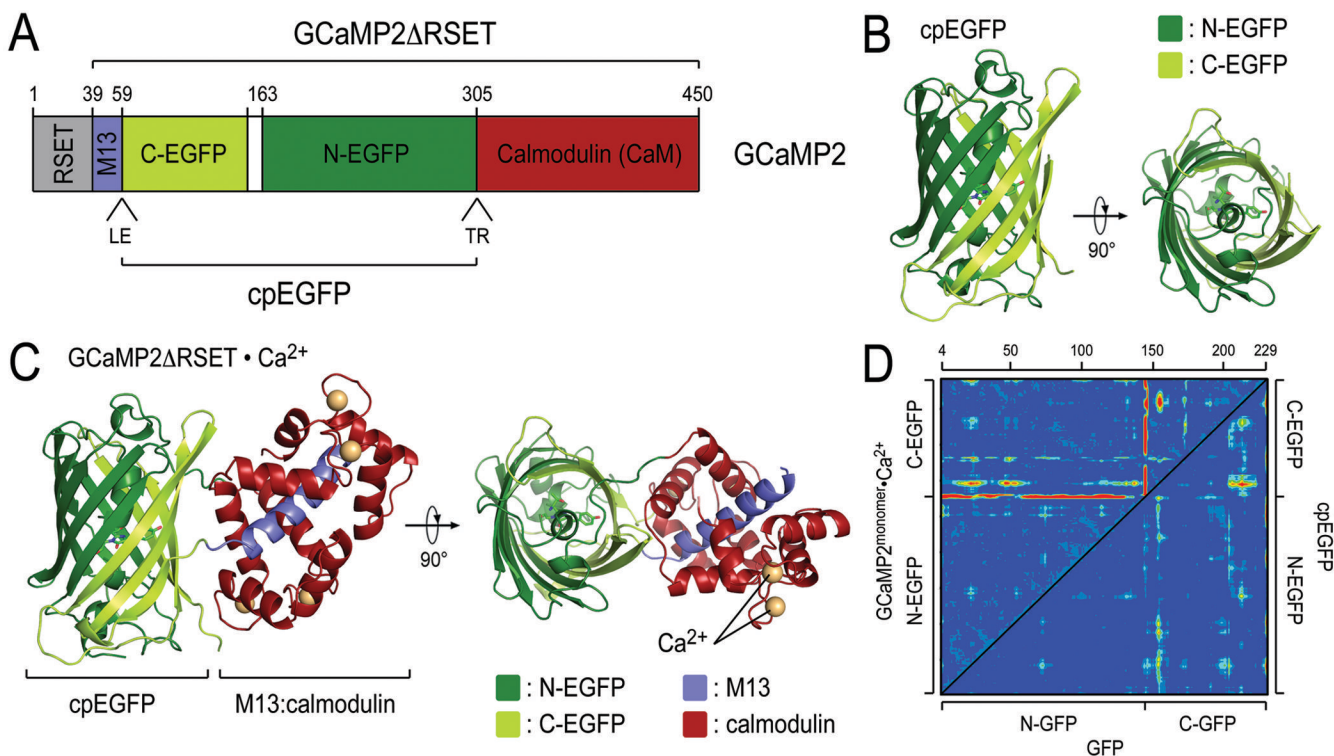 A
GCaMP2ΔRSET
1 39 59 163 305 450
RSET M13 C-EGFP N-EGFP Calmodulin (CaM) GCaMP2
LE TR
cpEGFP
B
cpEGFP
: N-EGFP
: C-EGFP
90°
C
GCaMP2ΔRSET • Ca²⁺
90°
Ca²⁺
cpEGFP M13:calmodulin
: N-EGFP : M13
: C-EGFP : calmodulin
D
4 50 100 150 200 229
GCaMP2ᵐᵒⁿᵒᵐᵉʳ•Ca²⁺
C-EGFP
N-EGFP
C-EGFP
N-EGFP
cpEGFP
N-GFP C-GFP
GFP